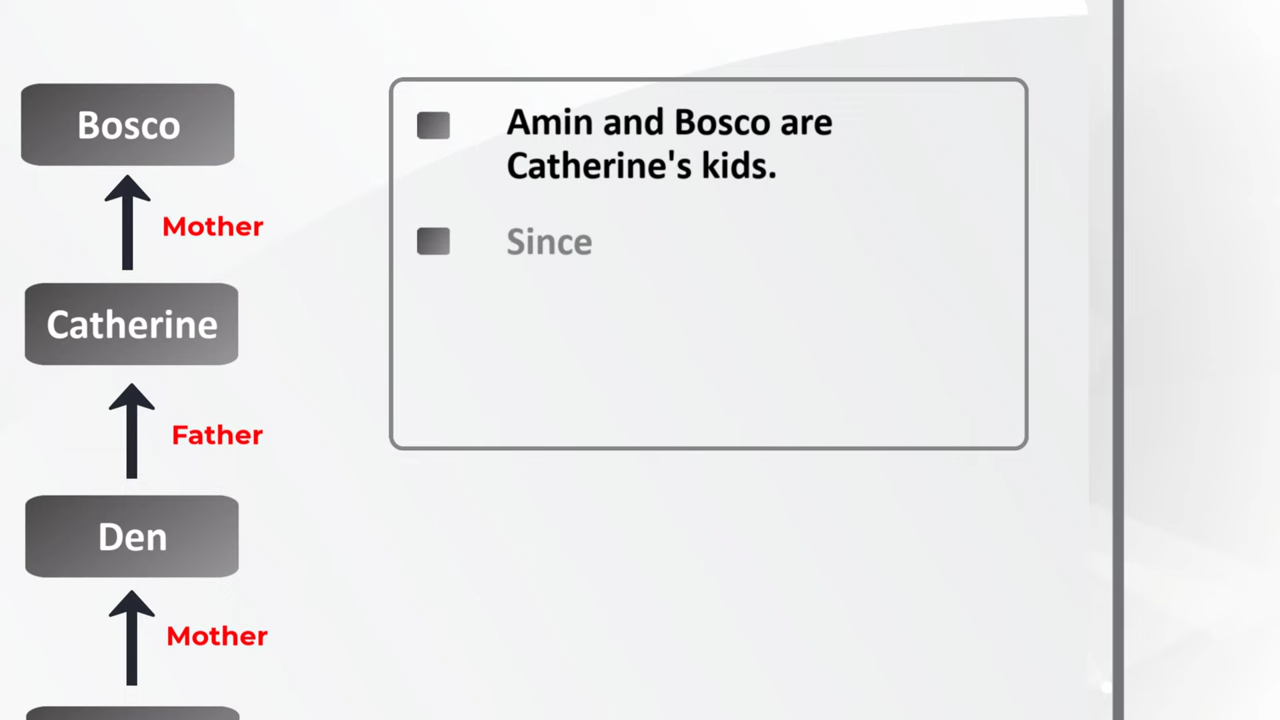 Bosco
Mother
Catherine
Father
Den
Mother
Amin and Bosco are
Catherine's kids.
Since